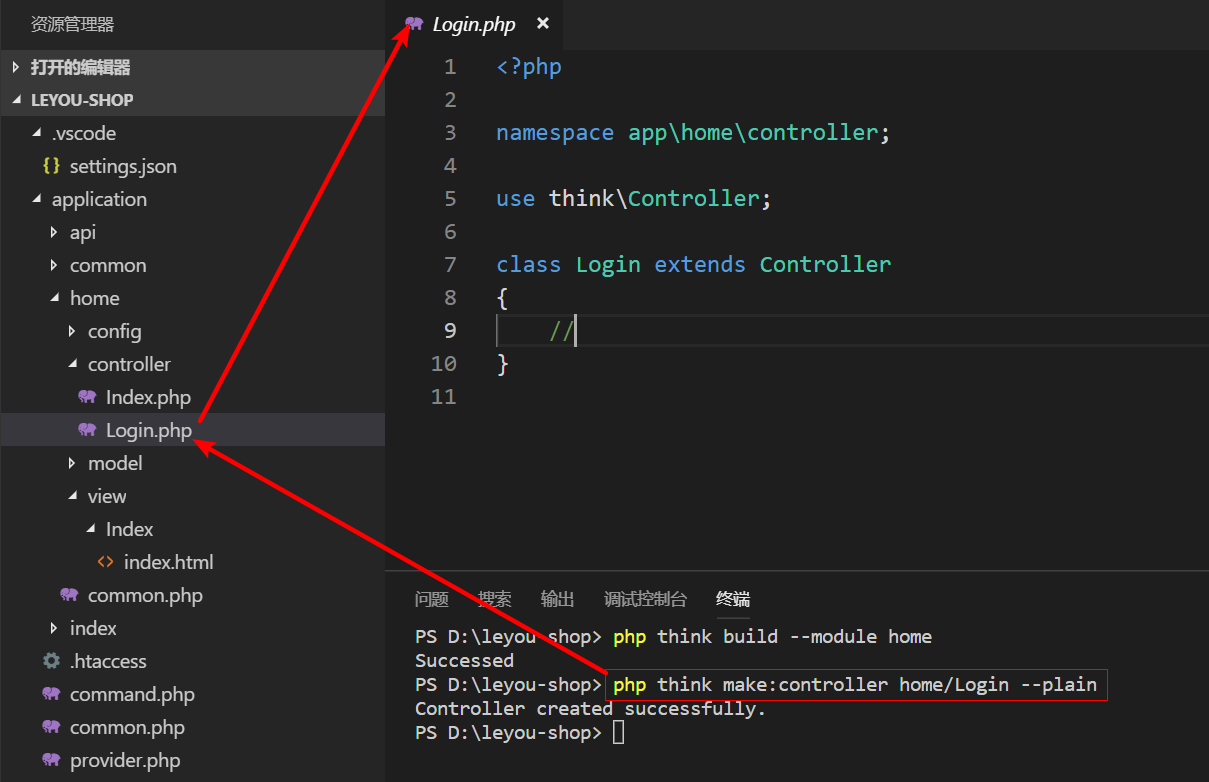 资源管理器
打开的编辑器
LEYOU-SHOP
.vscode
{} settings.json
application
api
common
home
config
controller
Index.php
Login.php
model
view
Index
<> index.html
common.php
index
.htaccess
command.php
common.php
provider.php
Login.php ×
1 <?php
2
3 namespace app\home\controller;
4
5 use think\Controller;
6
7 class Login extends Controller
8 {
9     //
10 }
11
问题 搜索 输出 调试控制台 终端
PS D:\leyou-shop> php think build --module home
Successed
PS D:\leyou-shop> php think make:controller home/Login --plain
Controller created successfully.
PS D:\leyou-shop>